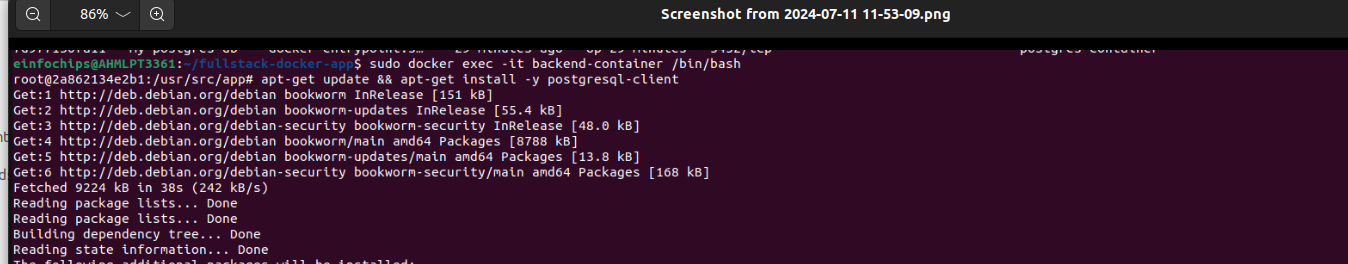 86%
Screenshot from 2024-07-11 11-53-09.png
einfochips@AHMLPT3361:~/fullstack-docker-app$ sudo docker exec -it backend-container /bin/bash
root@2a862134e2b1:/usr/src/app# apt-get update && apt-get install -y postgresql-client
Get:1 http://deb.debian.org/debian bookworm InRelease [151 kB]
Get:2 http://deb.debian.org/debian bookworm-updates InRelease [55.4 kB]
Get:3 http://deb.debian.org/debian-security bookworm-security InRelease [48.0 kB]
Get:4 http://deb.debian.org/debian bookworm/main amd64 Packages [8788 kB]
Get:5 http://deb.debian.org/debian bookworm-updates/main amd64 Packages [13.8 kB]
Get:6 http://deb.debian.org/debian-security bookworm-security/main amd64 Packages [168 kB]
Fetched 9224 kB in 38s (242 kB/s)
Reading package lists... Done
Reading package lists... Done
Building dependency tree... Done
Reading state information... Done
The following additional packages will be installed: